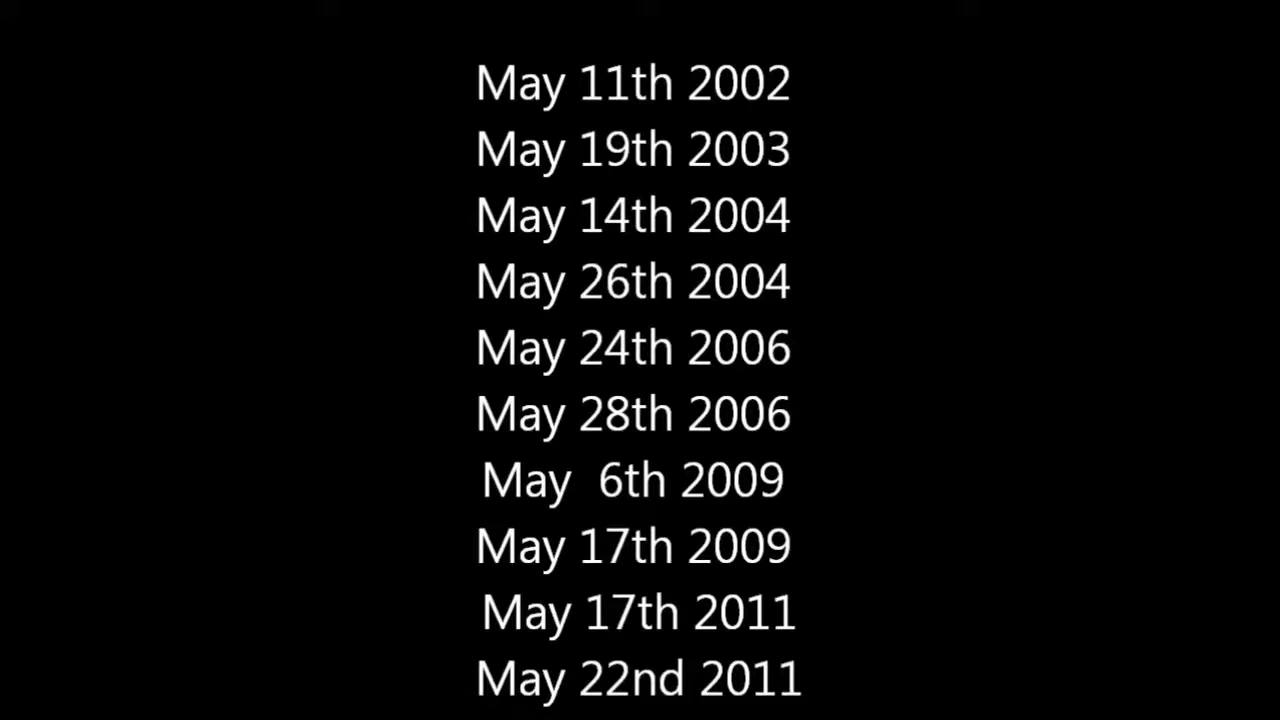 May 11th 2002
May 19th 2003
May 14th 2004
May 26th 2004
May 24th 2006
May 28th 2006
May  6th 2009
May 17th 2009
May 17th 2011
May 22nd 2011